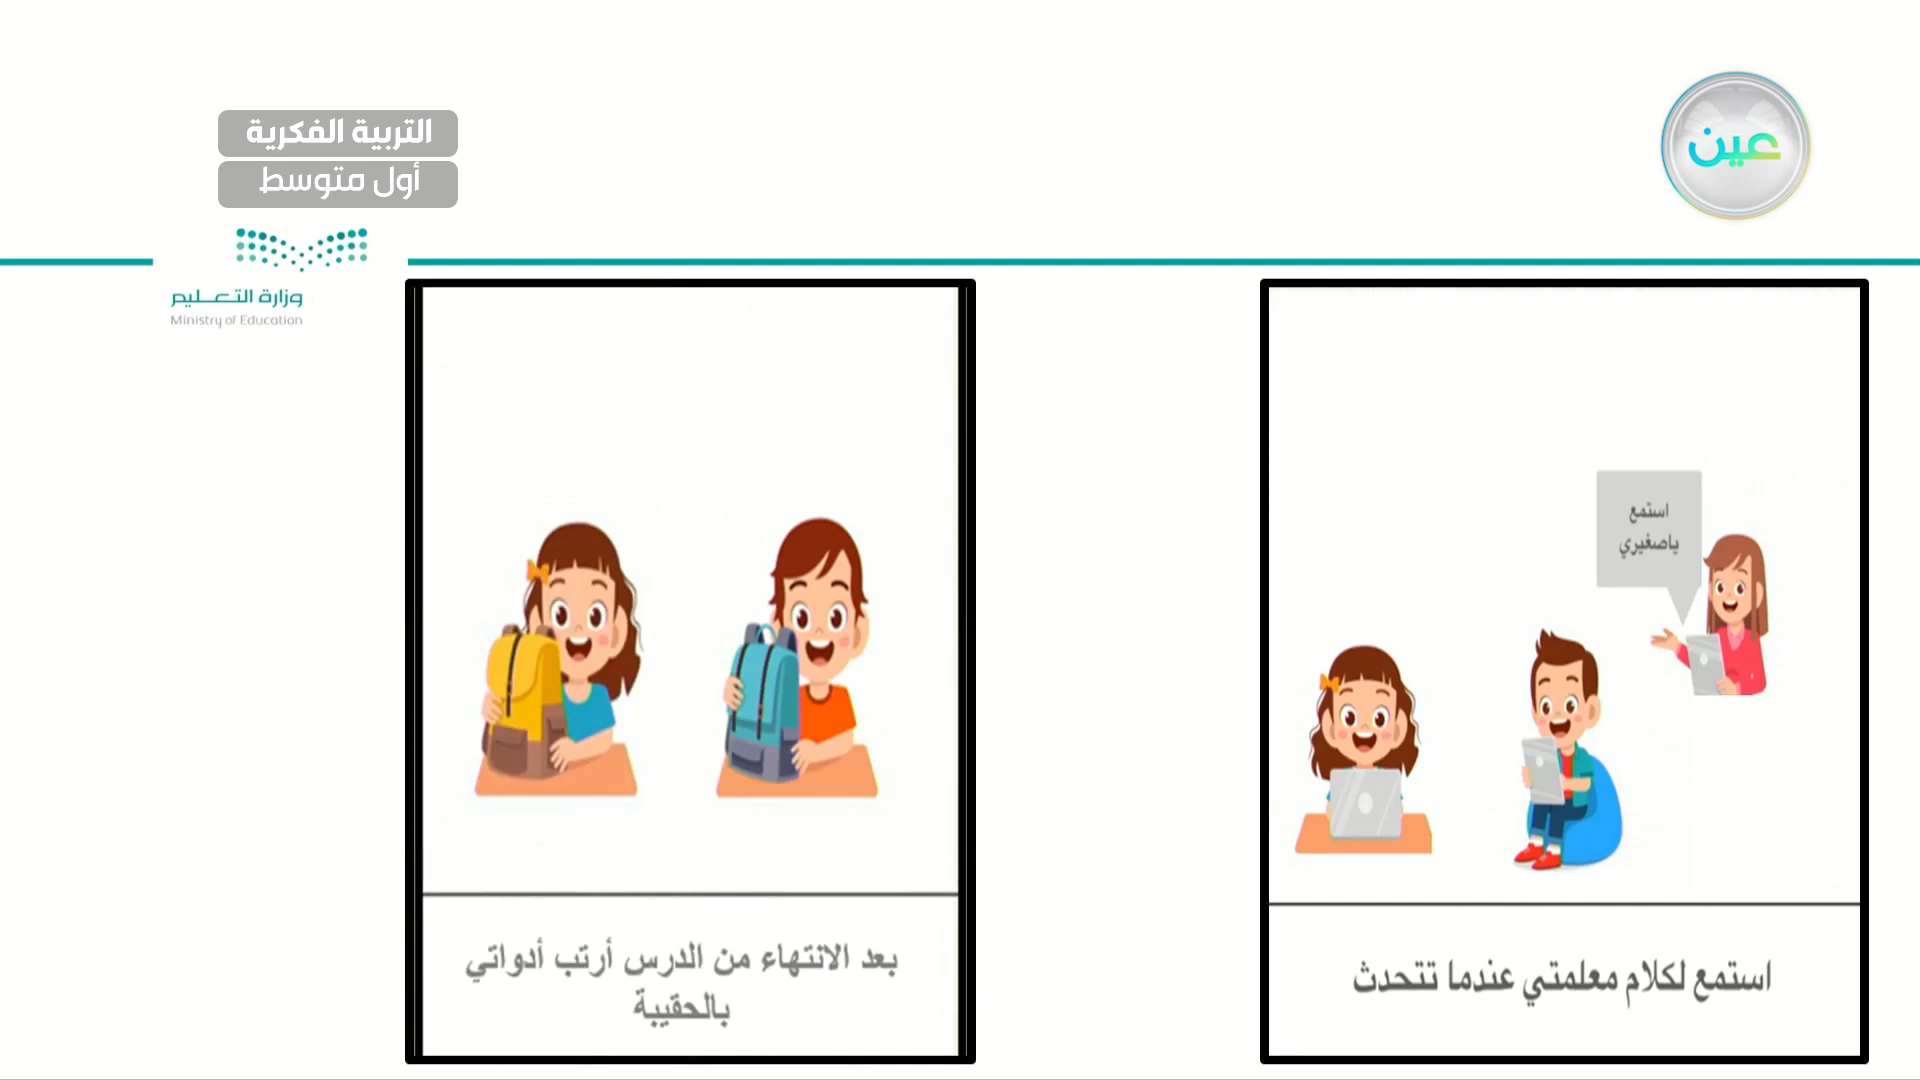 التربية الفكرية
أول متوسط
عين
وزارة التعليم
Ministry of Education
استمع
ياصغيري
استمع لكلام معلمتي عندما تتحدث
بعد الانتهاء من الدرس أرتب أدواتي
بالحقيبة